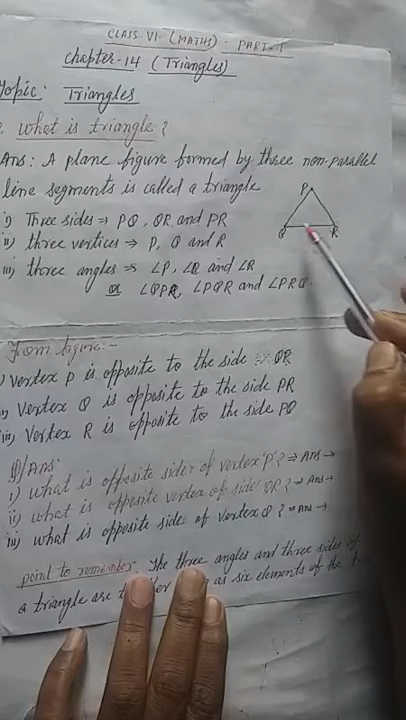 CLASS-VI-(MATHS)-PART-1
Chapter-14 (Triangles)
Topic: Triangles
what is triangle?
Ans: A plane figure formed by three non-parallel
line segments is called a triangle
P
Q R
i) Three sides ⇒ PQ, QR and PR
ii) three vertices → P, Q and R
iii) three angles ⇒ ∠P, ∠Q and ∠R
or ∠QPR, ∠PQR and ∠PRQ.
From figure:-
i) Vertex P is opposite to the side QR
ii) Vertex Q is opposite to the side PR
iii) Vertex R is opposite to the side PQ
Q/Ans:
i) What is opposite side of vertex 'P'? ⇒ Ans →
ii) What is opposite vertex of side 'QR'? ⇒ Ans →
iii) What is opposite side of vertex Q? ⇒ Ans →
point to remember. The three angles and three sides of
a triangle are as six elements of the